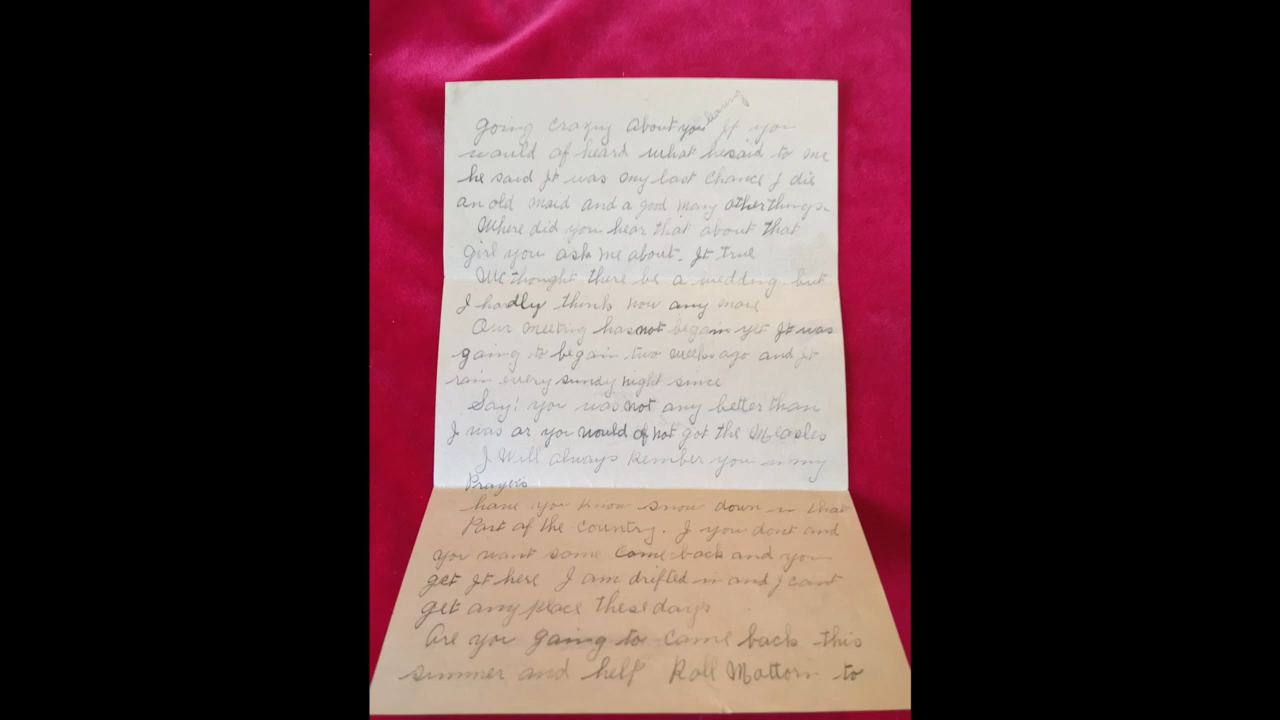 going crazy about you leaving If you
would of heard what he said to me
he said It was my last chance I die
an old maid and a good many other things.
Where did you hear that about that
girl you ask me about. It true
We thought there be a wedding but
I hardly think now any more
Our meeting has not begain yet It was
going to begain two weeks ago and It
rain every sundy night since
Say! you was not any better than
I was or you would of not got the Measles
I Will always Rember you in my
Prayers
have you know snow down in that
Part of the country. I you dont and
you want some come back and you
get It here I am drifted in and I cant
get any place these days
Are you going to come back this
summer and help Roll to